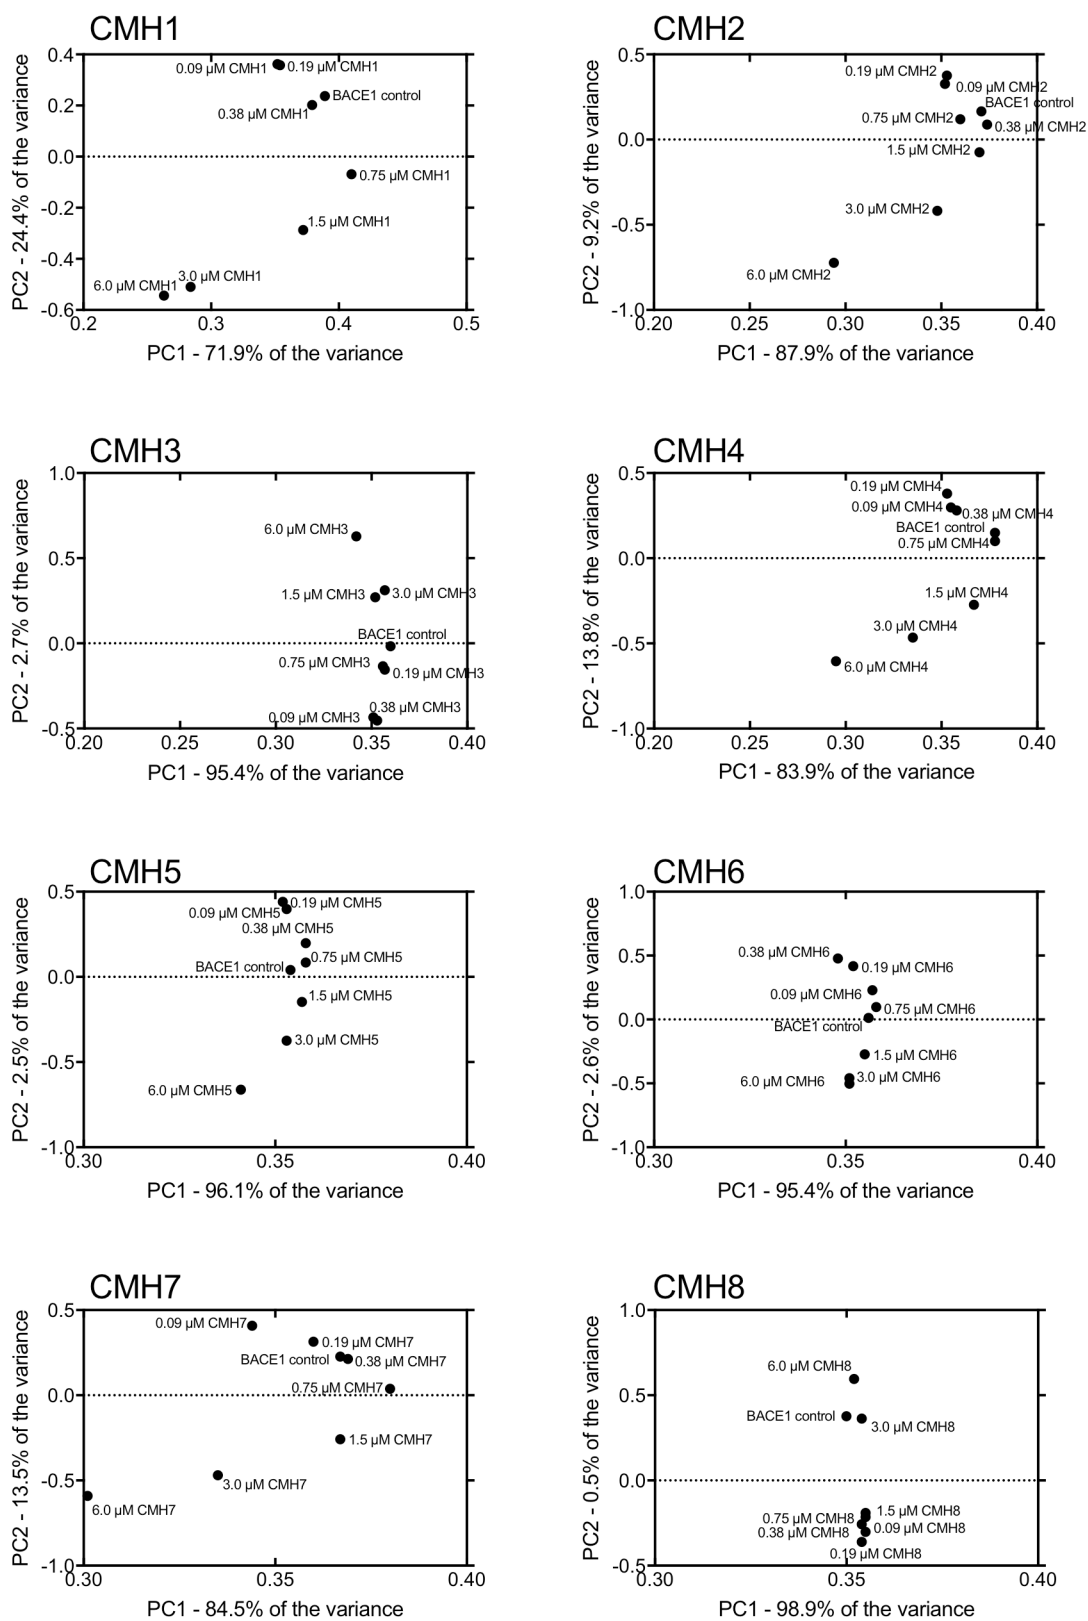 CMH1
0.4
0.2
0.0
-0.2
-0.4
-0.6
PC2 - 24.4% of the variance
0.09 µM CMH1
0.19 µM CMH1
BACE1 control
0.38 µM CMH1
0.75 µM CMH1
1.5 µM CMH1
3.0 µM CMH1
6.0 µM CMH1
0.2
0.3
0.4
0.5
PC1 - 71.9% of the variance
CMH2
0.5
0.0
-0.5
-1.0
PC2 - 9.2% of the variance
0.19 µM CMH2
0.09 µM CMH2
BACE1 control
0.75 µM CMH2
0.38 µM CMH2
1.5 µM CMH2
3.0 µM CMH2
6.0 µM CMH2
0.20
0.25
0.30
0.35
0.40
PC1 - 87.9% of the variance
CMH3
1.0
0.5
0.0
-0.5
PC2 - 2.7% of the variance
6.0 µM CMH3
1.5 µM CMH3
3.0 µM CMH3
BACE1 control
0.75 µM CMH3
0.19 µM CMH3
0.38 µM CMH3
0.09 µM CMH3
0.20
0.25
0.30
0.35
0.40
PC1 - 95.4% of the variance
CMH4
0.5
0.0
-0.5
-1.0
PC2 - 13.8% of the variance
0.19 µM CMH4
0.09 µM CMH4
0.38 µM CMH4
BACE1 control
0.75 µM CMH4
1.5 µM CMH4
3.0 µM CMH4
6.0 µM CMH4
0.20
0.25
0.30
0.35
0.40
PC1 - 83.9% of the variance
CMH5
0.5
0.0
-0.5
-1.0
PC2 - 2.5% of the variance
0.19 µM CMH5
0.09 µM CMH5
0.38 µM CMH5
0.75 µM CMH5
BACE1 control
1.5 µM CMH5
3.0 µM CMH5
6.0 µM CMH5
0.30
0.35
0.40
PC1 - 96.1% of the variance
CMH6
1.0
0.5
0.0
-0.5
-1.0
PC2 - 2.6% of the variance
0.38 µM CMH6
0.19 µM CMH6
0.09 µM CMH6
0.75 µM CMH6
BACE1 control
1.5 µM CMH6
3.0 µM CMH6
6.0 µM CMH6
0.30
0.35
0.40
PC1 - 95.4% of the variance
CMH7
0.5
0.0
-0.5
-1.0
PC2 - 13.5% of the variance
0.09 µM CMH7
0.19 µM CMH7
BACE1 control
0.38 µM CMH7
0.75 µM CMH7
1.5 µM CMH7
3.0 µM CMH7
6.0 µM CMH7
0.30
0.35
0.40
PC1 - 84.5% of the variance
CMH8
1.0
0.5
0.0
-0.5
PC2 - 0.5% of the variance
6.0 µM CMH8
BACE1 control
3.0 µM CMH8
1.5 µM CMH8
0.75 µM CMH8
0.09 µM CMH8
0.38 µM CMH8
0.19 µM CMH8
0.30
0.35
0.40
PC1 - 98.9% of the variance